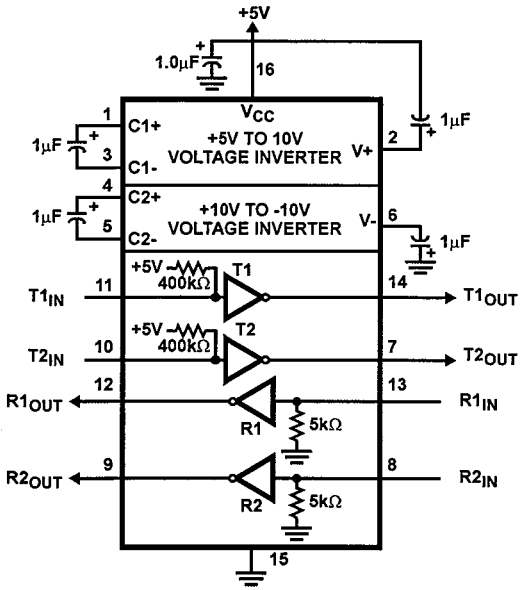 +5V
1.0µF
+
16
1
C1+
VCC
+5V TO 10V
VOLTAGE INVERTER
V+
2
+
1µF
1µF
+
3
C1-
4
C2+
+10V TO -10V
VOLTAGE INVERTER
V-
6
1µF
+
5
C2-
+
1µF
T1IN
11
+5V
400kΩ
T1
14
T1OUT
T2IN
10
+5V
400kΩ
T2
7
T2OUT
R1OUT
12
R1
5kΩ
13
R1IN
R2OUT
9
R2
5kΩ
8
R2IN
15